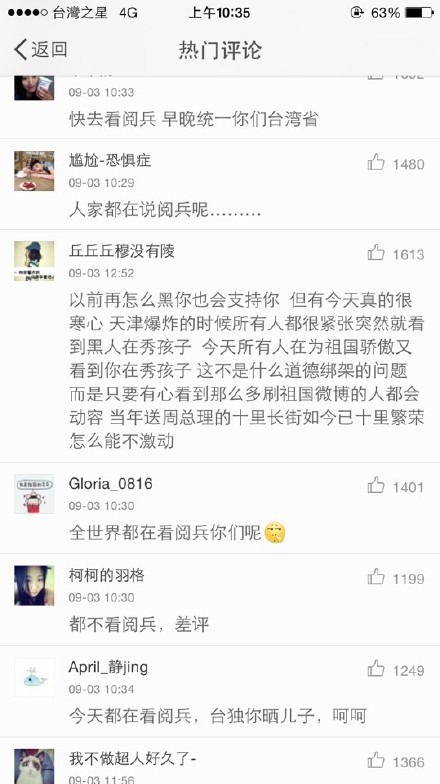 台灣之星 4G 上午10:35 63%
返回 热门评论
09-03 10:33
快去看阅兵 早晚统一你们台湾省
尴尬-恐惧症 1480
09-03 10:29
人家都在说阅兵呢………
丘丘丘穆没有陵 1613
09-03 12:52
以前再怎么黑你也会支持你 但有今天真的很
寒心 天津爆炸的时候所有人都很紧张突然就看
到黑人在秀孩子 今天所有人在为祖国骄傲又
看到你在秀孩子 这不是什么道德绑架的问题
而是只要有心看到那么多刷祖国微博的人都会
动容 当年送周总理的十里长街如今已十里繁荣
怎么能不激动
Gloria_0816 1401
09-03 10:30
全世界都在看阅兵你们呢
柯柯的羽格 1199
09-03 10:30
都不看阅兵，差评
April_静jing 1249
09-03 10:34
今天都在看阅兵，台独你晒儿子，呵呵
我不做超人好久了- 1366
09-03 11:56